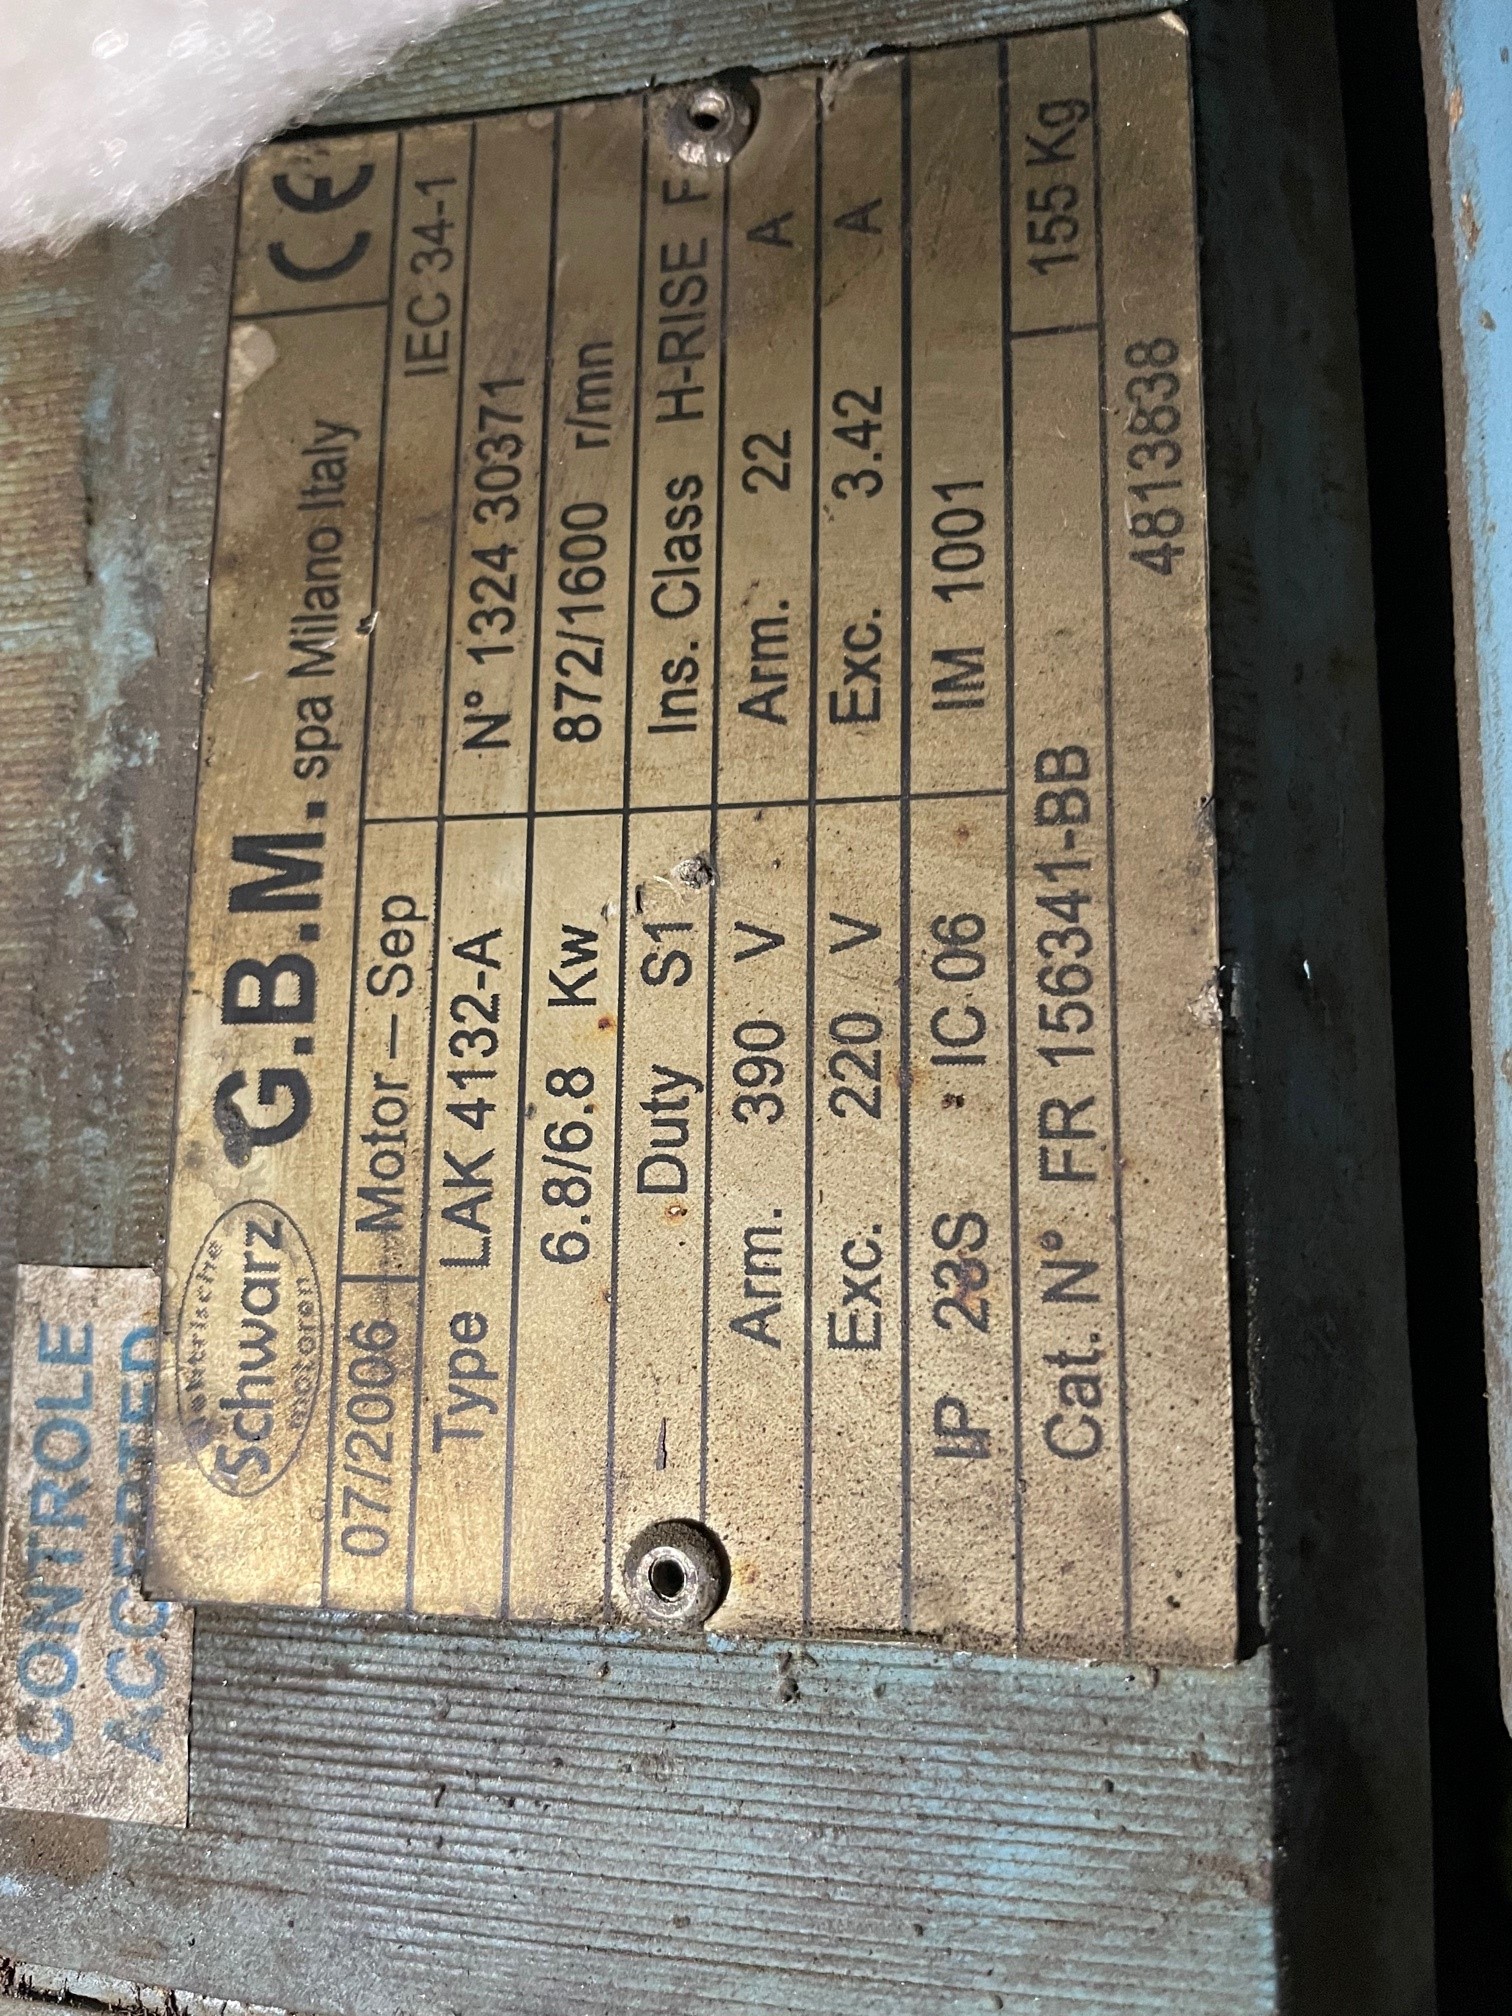 CONTROLE
ACCEPTED
Elektrische
Schwarz
motoren
G.B.M. spa Milano Italy
CE
07/2006 Motor – Sep IEC 34-1
Type LAK 4132-A N° 1324 30371
6.8/6.8 Kw 872/1600 r/mn
Duty S1 Ins. Class H-RISE F
Arm. 390 V Arm. 22 A
Exc. 220 V Exc. 3.42 A
IP 23S IC 06 IM 1001
Cat. N° FR 156341-BB 155 Kg
4813838